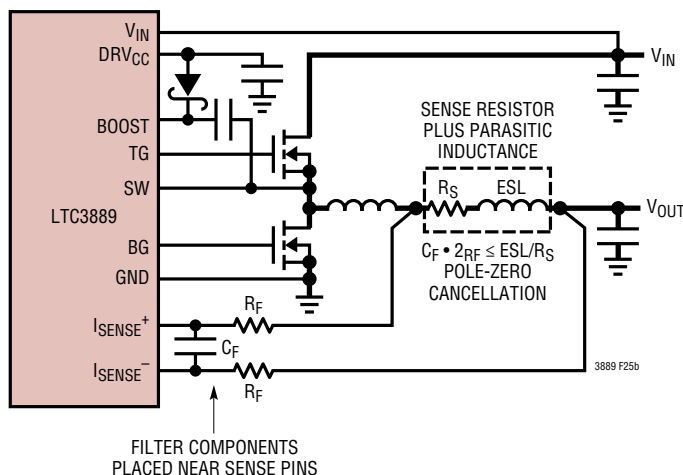 V_IN
DRV_CC
BOOST
TG
SW
LTC3889
BG
GND
I_SENSE^+
I_SENSE^–
V_IN
SENSE RESISTOR
PLUS PARASITIC
INDUCTANCE
R_S
ESL
V_OUT
C_F • 2_RF ≤ ESL/R_S
POLE-ZERO
CANCELLATION
R_F
C_F
R_F
3889 F25b
FILTER COMPONENTS
PLACED NEAR SENSE PINS